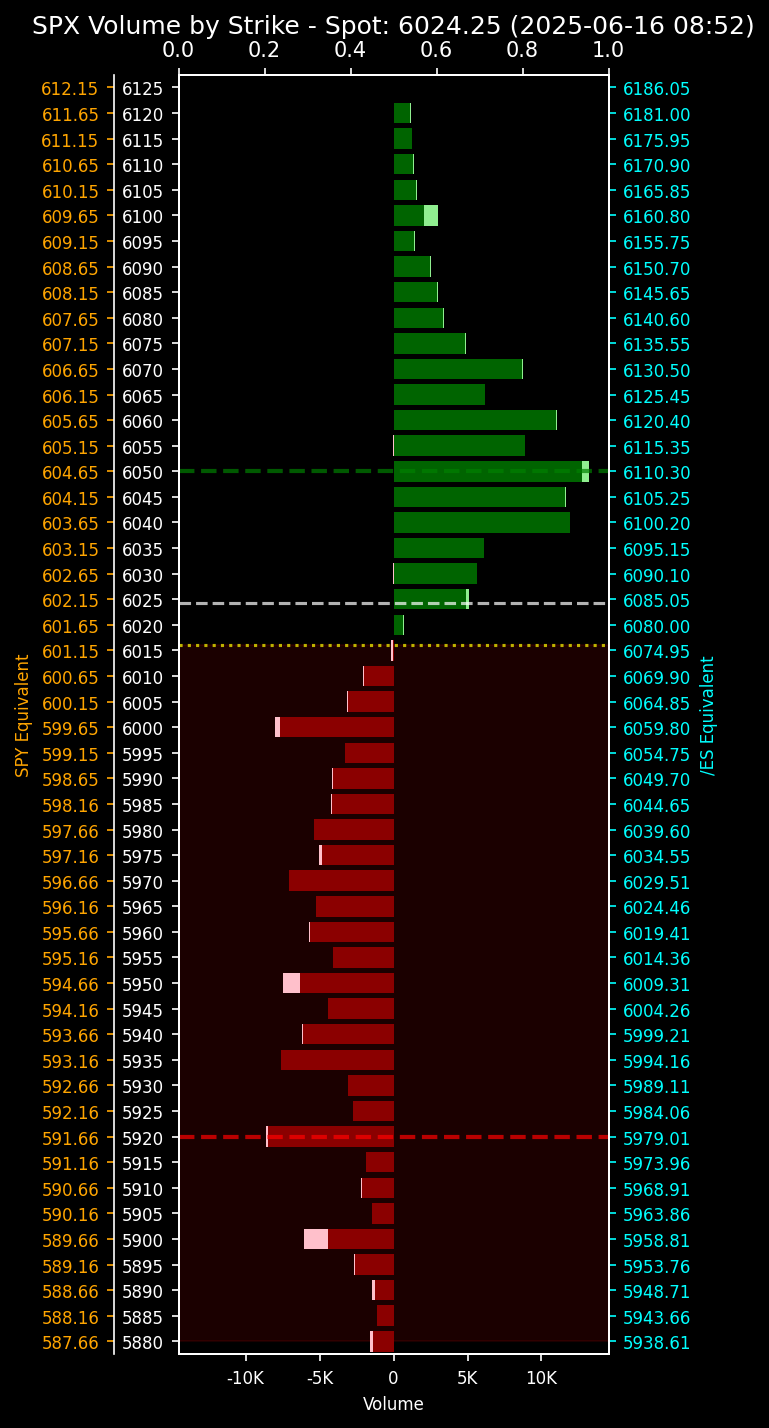 SPX Volume by Strike - Spot: 6024.25 (2025-06-16 08:52)
0.0 0.2 0.4 0.6 0.8 1.0
612.15 6125 6186.05
611.65 6120 6181.00
611.15 6115 6175.95
610.65 6110 6170.90
610.15 6105 6165.85
609.65 6100 6160.80
609.15 6095 6155.75
608.65 6090 6150.70
608.15 6085 6145.65
607.65 6080 6140.60
607.15 6075 6135.55
606.65 6070 6130.50
606.15 6065 6125.45
605.65 6060 6120.40
605.15 6055 6115.35
604.65 6050 6110.30
604.15 6045 6105.25
603.65 6040 6100.20
603.15 6035 6095.15
602.65 6030 6090.10
602.15 6025 6085.05
601.65 6020 6080.00
601.15 6015 6074.95
600.65 6010 6069.90
600.15 6005 6064.85
599.65 6000 6059.80
599.15 5995 6054.75
598.65 5990 6049.70
598.16 5985 6044.65
597.66 5980 6039.60
597.16 5975 6034.55
596.66 5970 6029.51
596.16 5965 6024.46
595.66 5960 6019.41
595.16 5955 6014.36
594.66 5950 6009.31
594.16 5945 6004.26
593.66 5940 5999.21
593.16 5935 5994.16
592.66 5930 5989.11
592.16 5925 5984.06
591.66 5920 5979.01
591.16 5915 5973.96
590.66 5910 5968.91
590.16 5905 5963.86
589.66 5900 5958.81
589.16 5895 5953.76
588.66 5890 5948.71
588.16 5885 5943.66
587.66 5880 5938.61
SPY Equivalent
/ES Equivalent
-10K -5K 0 5K 10K
Volume